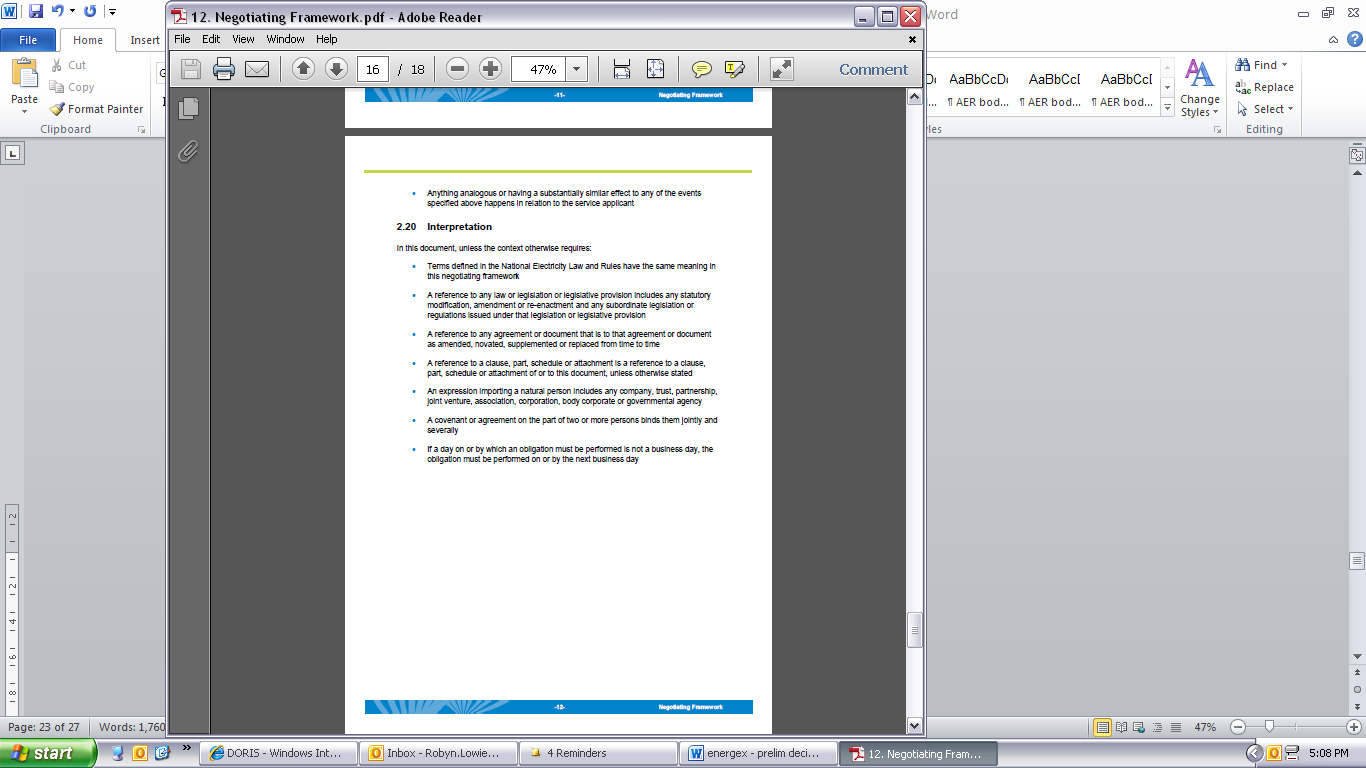 12. Negotiating Framework.pdf - Adobe Reader
Word
File
Home
Insert
File Edit View Window Help
Paste
Cut
Copy
Format Painter
Clipboard
16 / 18
47%
Comment
AaBbCcDc AaBbCcI AaBbCcI
¶ AER bod... ¶ AER bod... ¶ AER bod...
Change Styles
Find
Replace
Select
Editing
-11-
Negotiating Framework
• Anything analogous or having a substantially similar effect to any of the events
specified above happens in relation to the service applicant
2.20 Interpretation
In this document, unless the context otherwise requires:
• Terms defined in the National Electricity Law and Rules have the same meaning in
this negotiating framework
• A reference to any law or legislation or legislative provision includes any statutory
modification, amendment or re-enactment and any subordinate legislation or
regulations issued under that legislation or legislative provision
• A reference to any agreement or document that is to that agreement or document
as amended, novated, supplemented or replaced from time to time
• A reference to a clause, part, schedule or attachment is a reference to a clause,
part, schedule or attachment of or to this document, unless otherwise stated
• An expression importing a natural person includes any company, trust, partnership,
joint venture, association, corporation, body corporate or governmental agency
• A covenant or agreement on the part of two or more persons binds them jointly and
severally
• If a day on or by which an obligation must be performed is not a business day, the
obligation must be performed on or by the next business day
-12-
Negotiating Framework
Page: 23 of 27
Words: 1,760
47%
start
DORIS - Windows Int...
Inbox - Robyn.Lowie...
4 Reminders
energex - prelim deci...
12. Negotiating Fram...
5:08 PM